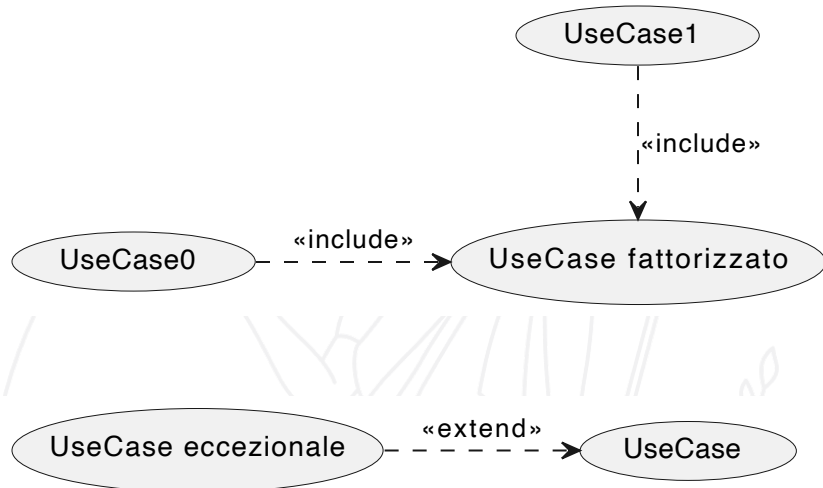 UseCase1
«include»
«include»
UseCase0
UseCase fattorizzato
UseCase eccezionale
«extend»
UseCase